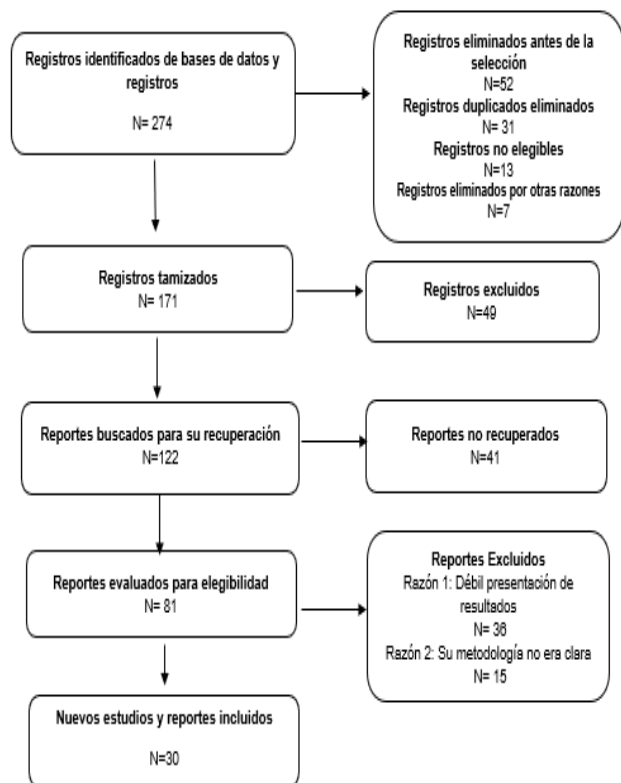 Registros identificados de bases de datos y
registros
N= 274
Registros eliminados antes de la
selección
N=52
Registros duplicados eliminados
N= 31
Registros no elegibles
N=13
Registros eliminados por otras razones
N=7
Registros tamizados
N= 171
Registros excluidos
N=49
Reportes buscados para su recuperación
N=122
Reportes no recuperados
N=41
Reportes evaluados para elegibilidad
N= 81
Reportes Excluidos
Razón 1: Débil presentación de
resultados
N= 36
Razón 2: Su metodología no era clara
N= 15
Nuevos estudios y reportes incluidos
N=30